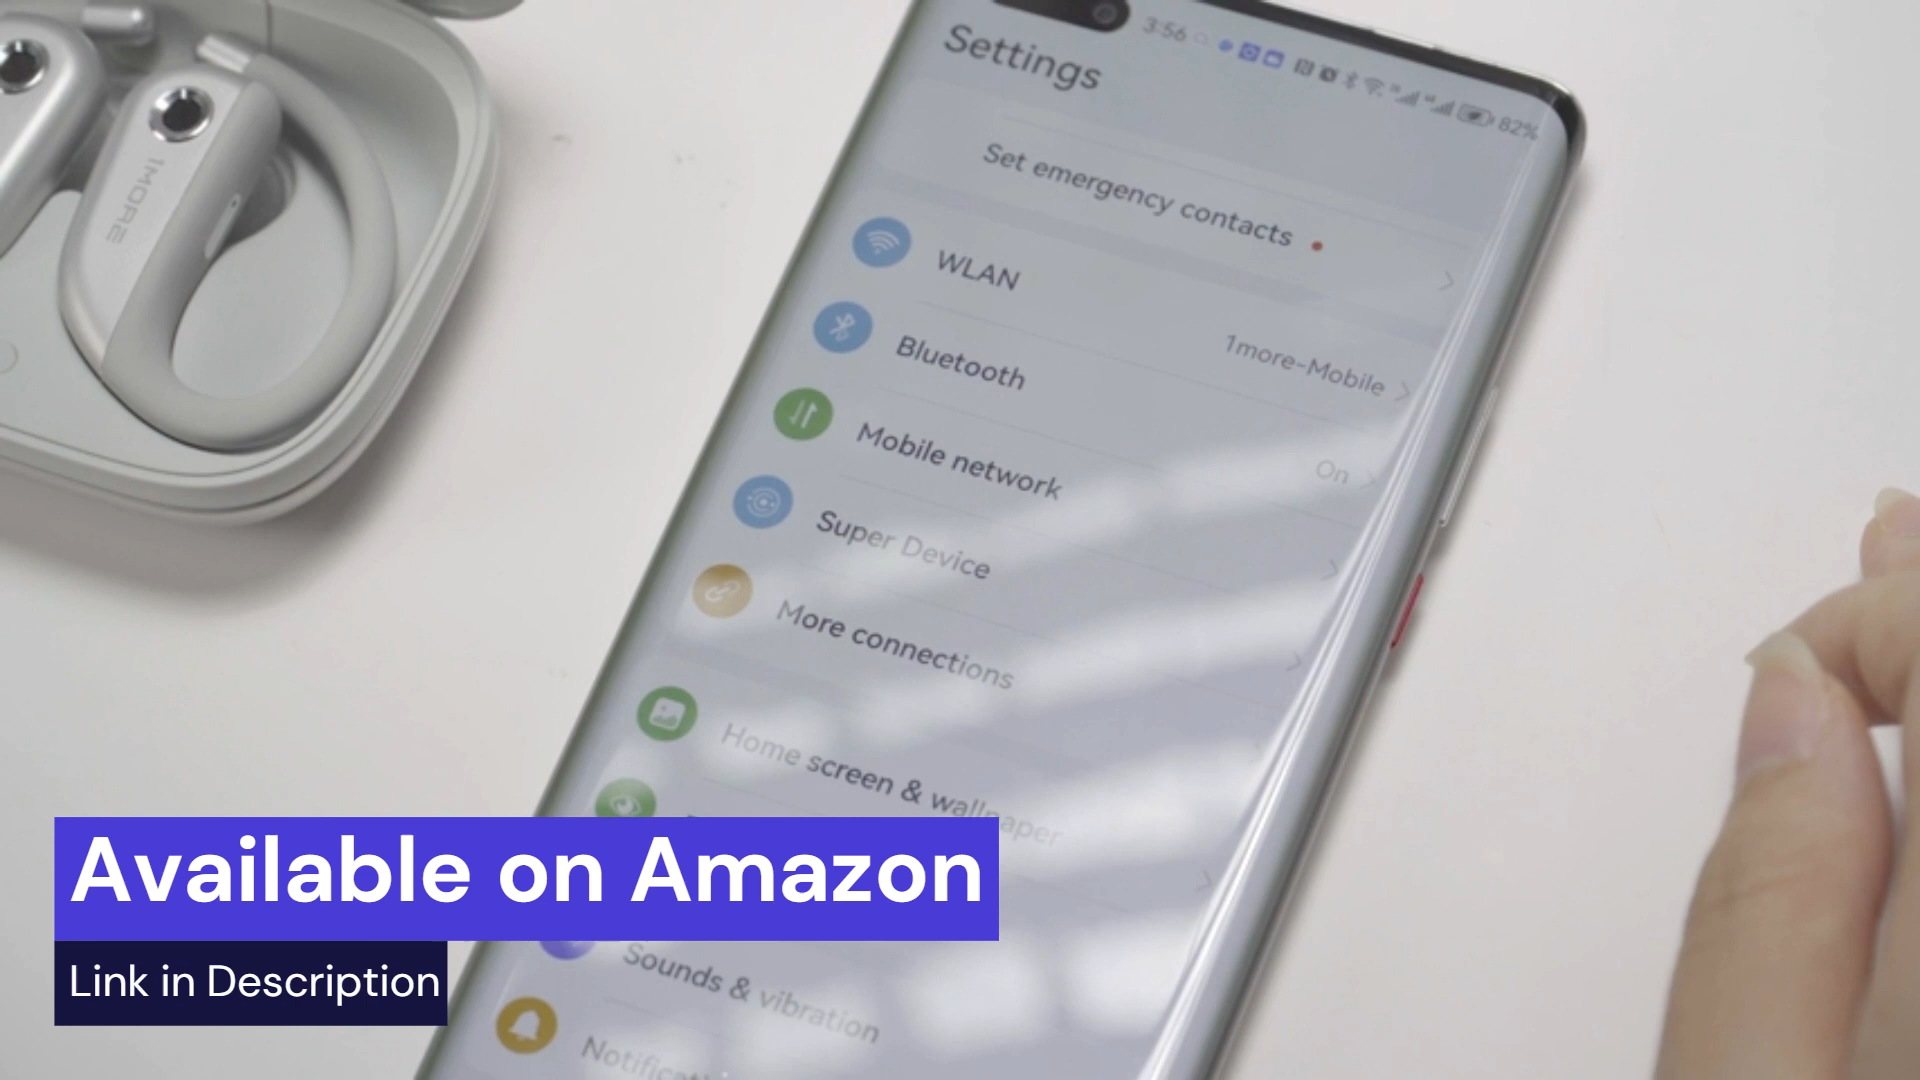 1MORE
3:56
82%
Settings
Set emergency contacts
WLAN
1more-Mobile
Bluetooth
On
Mobile network
Super Device
More connections
Home screen & wallpaper
Available on Amazon
Link in Description
Sounds & vibration